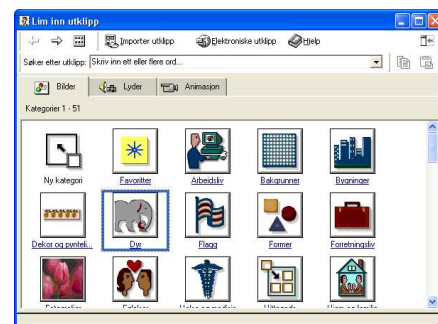 Lim inn utklipp
Importer utklipp Elektroniske utklipp Hjelp
Søker etter utklipp: Skriv inn ett eller flere ord...
Bilder Lyder Animasjon
Kategorier 1 - 51
Ny kategori Favoritter Arbeidsliv Bakgrunner Bygninger
Dekor og pynteli... Dyr Flagg Former Forretningsliv